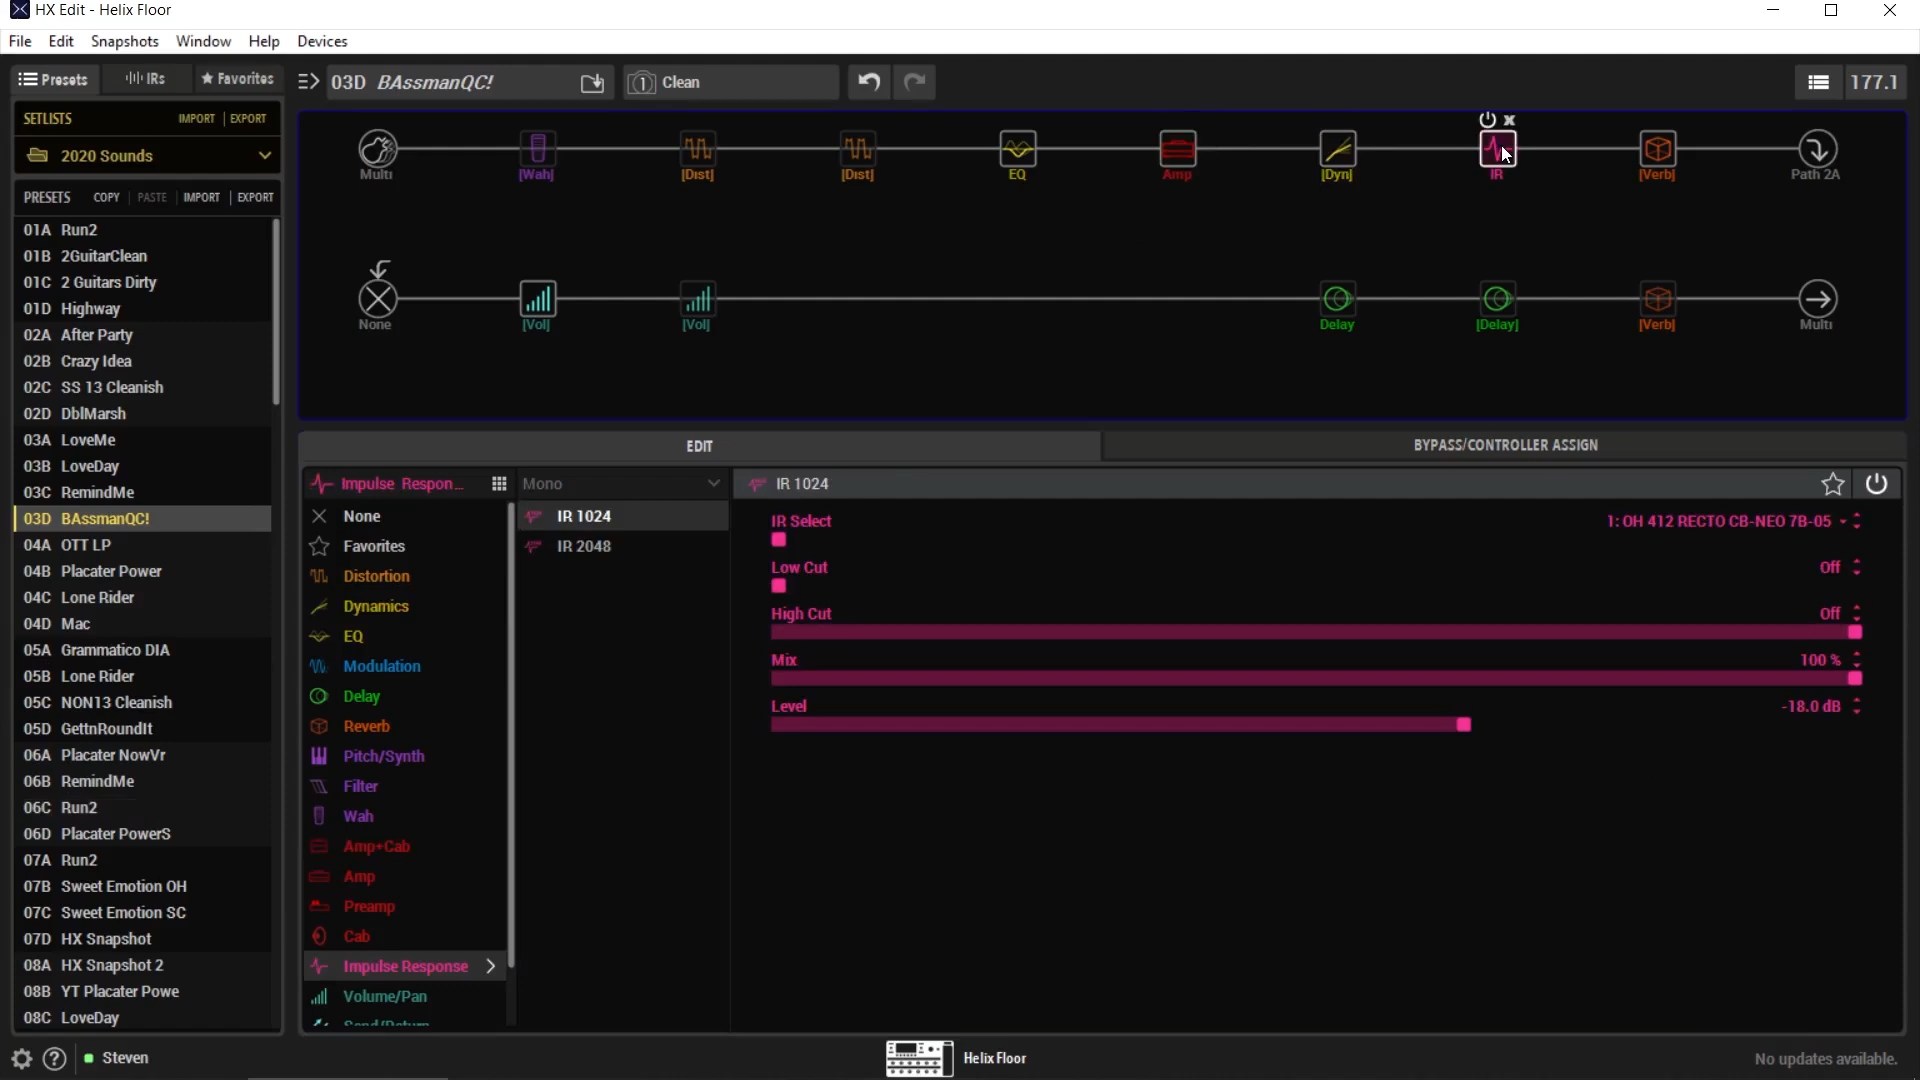 HX Edit - Helix Floor
File Edit Snapshots Window Help Devices
Presets IRs Favorites
03D BAssmanQC!
1 Clean
177.1
SETLISTS IMPORT EXPORT
2020 Sounds
PRESETS COPY PASTE IMPORT EXPORT
01A Run2
01B 2GuitarClean
01C 2 Guitars Dirty
01D Highway
02A After Party
02B Crazy Idea
02C SS 13 Cleanish
02D DblMarsh
03A LoveMe
03B LoveDay
03C RemindMe
03D BAssmanQC!
04A OTT LP
04B Placater Power
04C Lone Rider
04D Mac
05A Grammatico DIA
05B Lone Rider
05C NON13 Cleanish
05D GettnRoundIt
06A Placater NowVr
06B RemindMe
06C Run2
06D Placater PowerS
07A Run2
07B Sweet Emotion OH
07C Sweet Emotion SC
07D HX Snapshot
08A HX Snapshot 2
08B YT Placater Powe
08C LoveDay
Multi [Wah] [Dist] [Dist] EQ Amp [Dyn] IR [Verb] Path 2A
None [Vol] [Vol] Delay [Delay] [Verb] Multi
EDIT
BYPASS/CONTROLLER ASSIGN
Impulse Respon...
None
Favorites
Distortion
Dynamics
EQ
Modulation
Delay
Reverb
Pitch/Synth
Filter
Wah
Amp+Cab
Amp
Preamp
Cab
Impulse Response
Volume/Pan
Send/Return
Mono
IR 1024
IR 2048
IR 1024
IR Select 1: OH 412 RECTO CB-NEO 7B-05
Low Cut Off
High Cut Off
Mix 100 %
Level -18.0 dB
Steven
Helix Floor
No updates available.